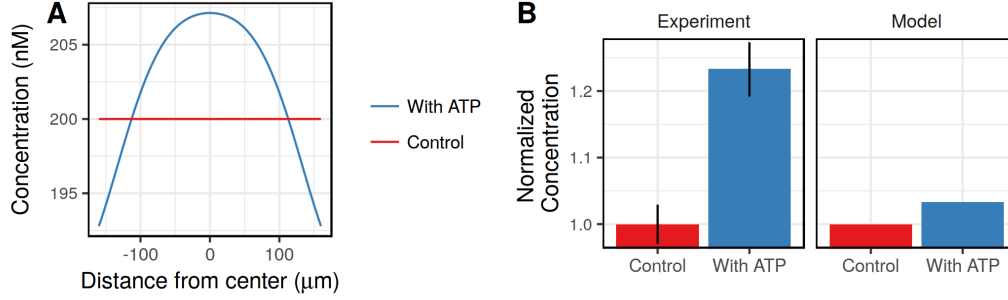 A
Concentration (nM)
205
200
195
-100
0
100
Distance from center (μm)
With ATP
Control
B
Experiment
Model
Normalized
Concentration
1.2
1.1
1.0
Control
With ATP
Control
With ATP